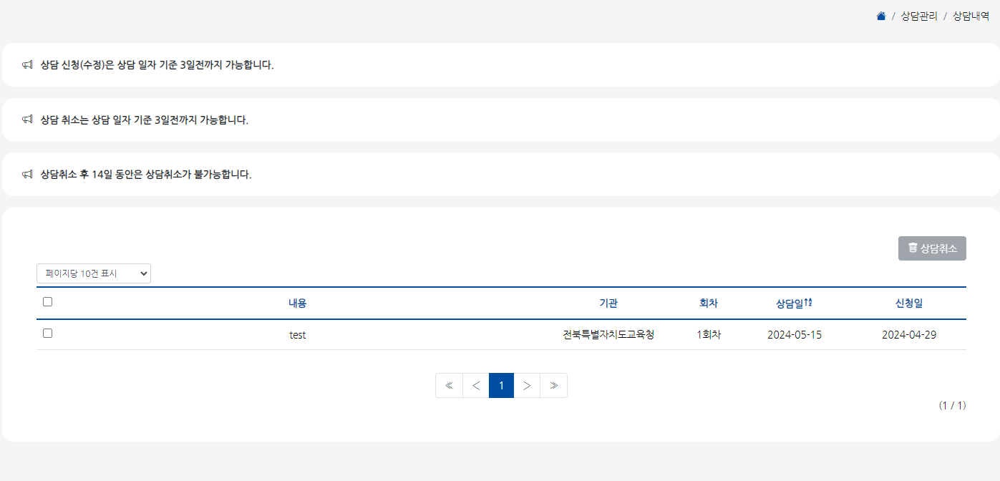 / 상담관리 / 상담내역
상담 신청(수정)은 상담 일자 기준 3일전까지 가능합니다.
상담 취소는 상담 일자 기준 3일전까지 가능합니다.
상담취소 후 14일 동안은 상담취소가 불가능합니다.
상담취소
페이지당 10건 표시
내용 기관 회차 상담일 신청일
test 전북특별자치도교육청 1회차 2024-05-15 2024-04-29
≪ < 1 > ≫
(1 / 1)